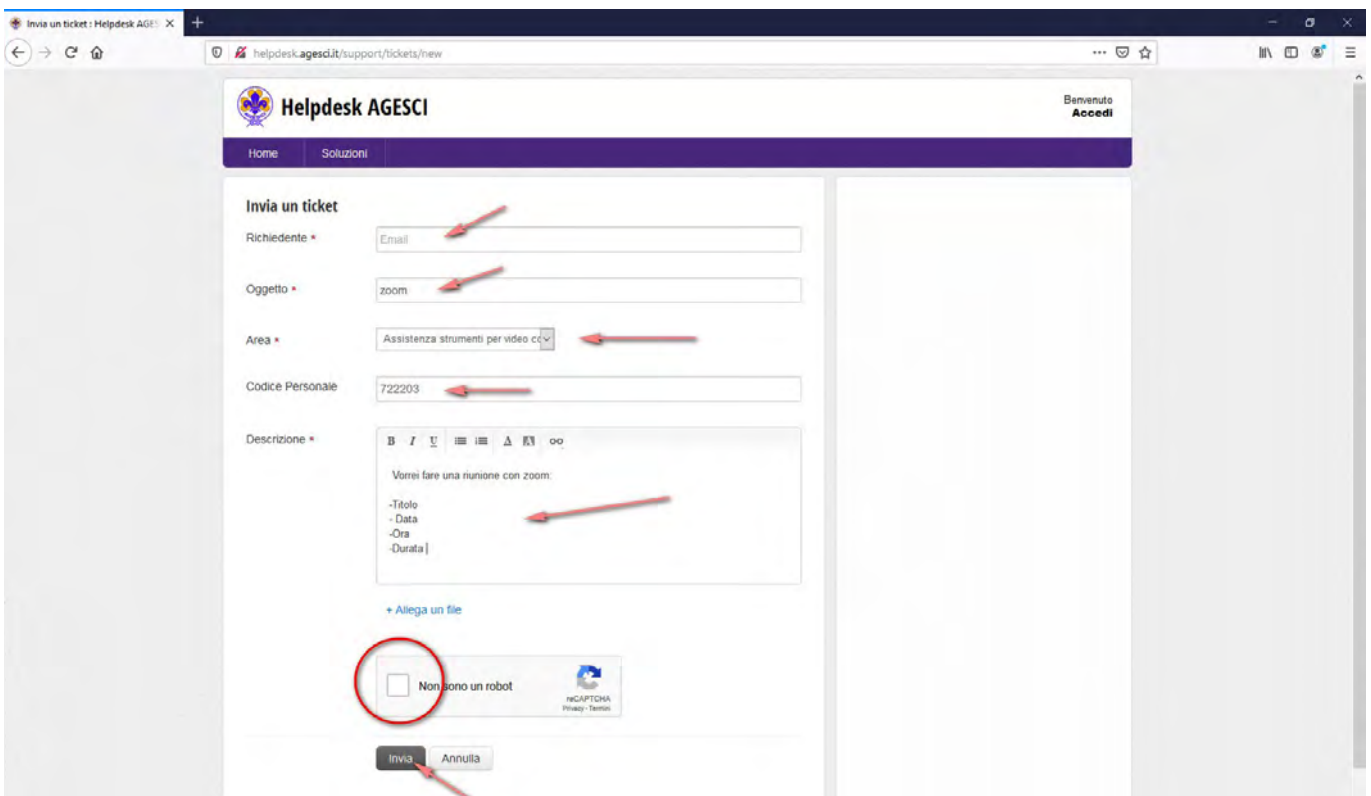 Invia un ticket : Helpdesk AGES
helpdesk.agesci.it/support/tickets/new
Helpdesk AGESCI
Benvenuto
Accedi
Home Soluzioni
Invia un ticket
Richiedente *
Email
Oggetto *
zoom
Area *
Assistenza strumenti per video co
Codice Personale
722203
Descrizione *
B I U A
Vorrei fare una riunione con zoom:
-Titolo
- Data
-Ora
-Durata
+ Allega un file
Non sono un robot
reCAPTCHA
Privacy - Termini
Invia Annulla